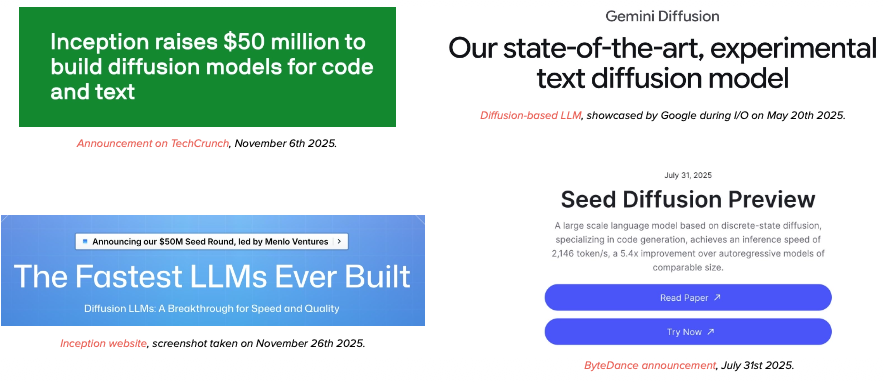 Inception raises $50 million to
build diffusion models for code
and text
Announcement on TechCrunch, November 6th 2025.
Gemini Diffusion
Our state-of-the-art, experimental
text diffusion model
Diffusion-based LLM, showcased by Google during I/O on May 20th 2025.
Announcing our $50M Seed Round, led by Menlo Ventures
The Fastest LLMs Ever Built
Diffusion LLMs: A Breakthrough for Speed and Quality
Inception website, screenshot taken on November 26th 2025.
July 31, 2025
Seed Diffusion Preview
A large scale language model based on discrete-state diffusion,
specializing in code generation, achieves an inference speed of
2,146 token/s, a 5.4x improvement over autoregressive models of
comparable size.
Read Paper ↗
Try Now ↗
ByteDance announcement, July 31st 2025.